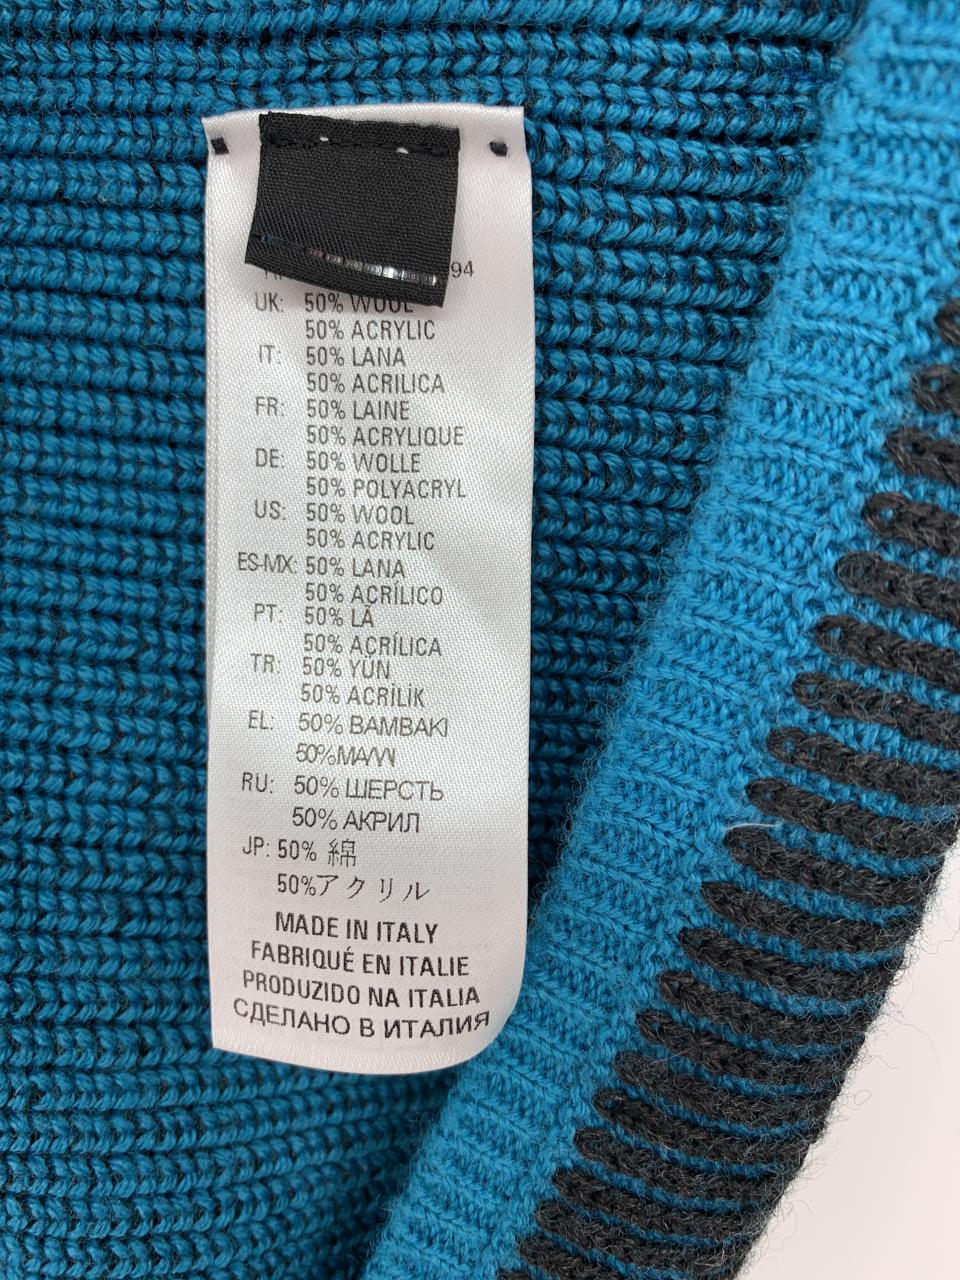 94
UK: 50% WOOL
50% ACRYLIC
IT: 50% LANA
50% ACRILICA
FR: 50% LAINE
50% ACRYLIQUE
DE: 50% WOLLE
50% POLYACRYL
US: 50% WOOL
50% ACRYLIC
ES-MX: 50% LANA
50% ACRÍLICO
PT: 50% LÃ
50% ACRÍLICA
TR: 50% YÜN
50% ACRİLİK
EL: 50% BAMBAKI
50%
RU: 50% ШЕРСТЬ
50% АКРИЛ
JP: 50% 綿
50%アクリル
MADE IN ITALY
FABRIQUÉ EN ITALIE
PRODUZIDO NA ITALIA
СДЕЛАНО В ИТАЛИЯ